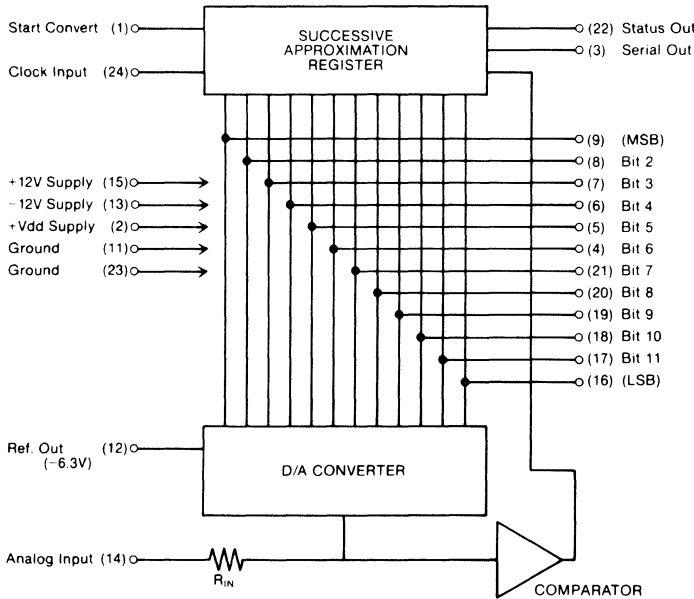 Start Convert (1)
Clock Input (24)
SUCCESSIVE
APPROXIMATION
REGISTER
(22) Status Out
(3) Serial Out
(9) (MSB)
(8) Bit 2
(7) Bit 3
(6) Bit 4
(5) Bit 5
(4) Bit 6
(21) Bit 7
(20) Bit 8
(19) Bit 9
(18) Bit 10
(17) Bit 11
(16) (LSB)
+12V Supply (15)
-12V Supply (13)
+Vdd Supply (2)
Ground (11)
Ground (23)
Ref. Out (12)
(-6.3V)
D/A CONVERTER
Analog Input (14)
RIN
COMPARATOR